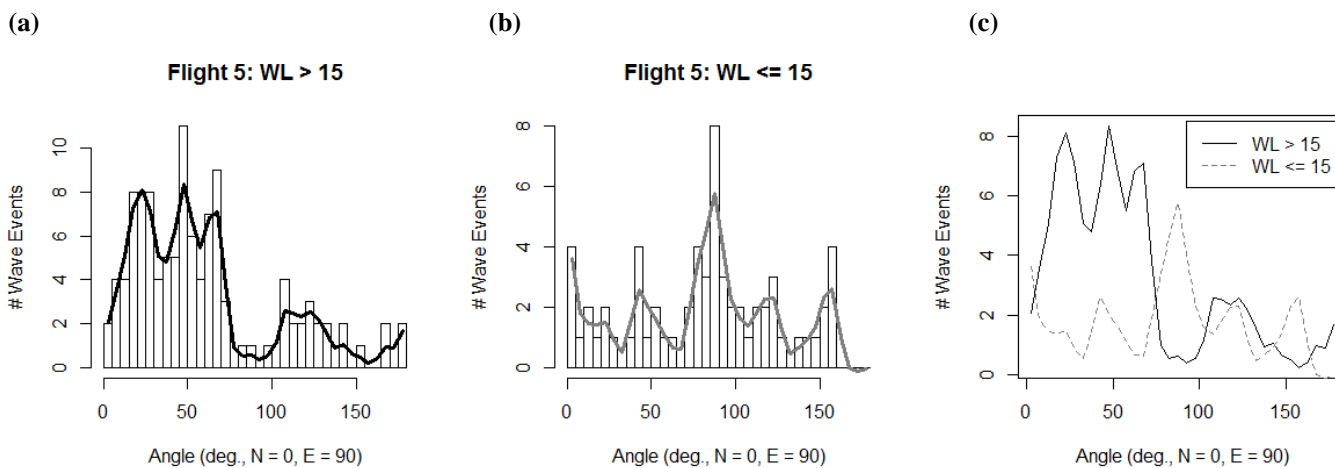 (a)
Flight 5: WL > 15
# Wave Events
10
8
6
4
2
0
0
50
100
150
Angle (deg., N = 0, E = 90)
(b)
Flight 5: WL <= 15
# Wave Events
8
6
4
2
0
0
50
100
150
Angle (deg., N = 0, E = 90)
(c)
WL > 15
WL <= 15
# Wave Events
8
6
4
2
0
0
50
100
150
Angle (deg., N = 0, E = 90)